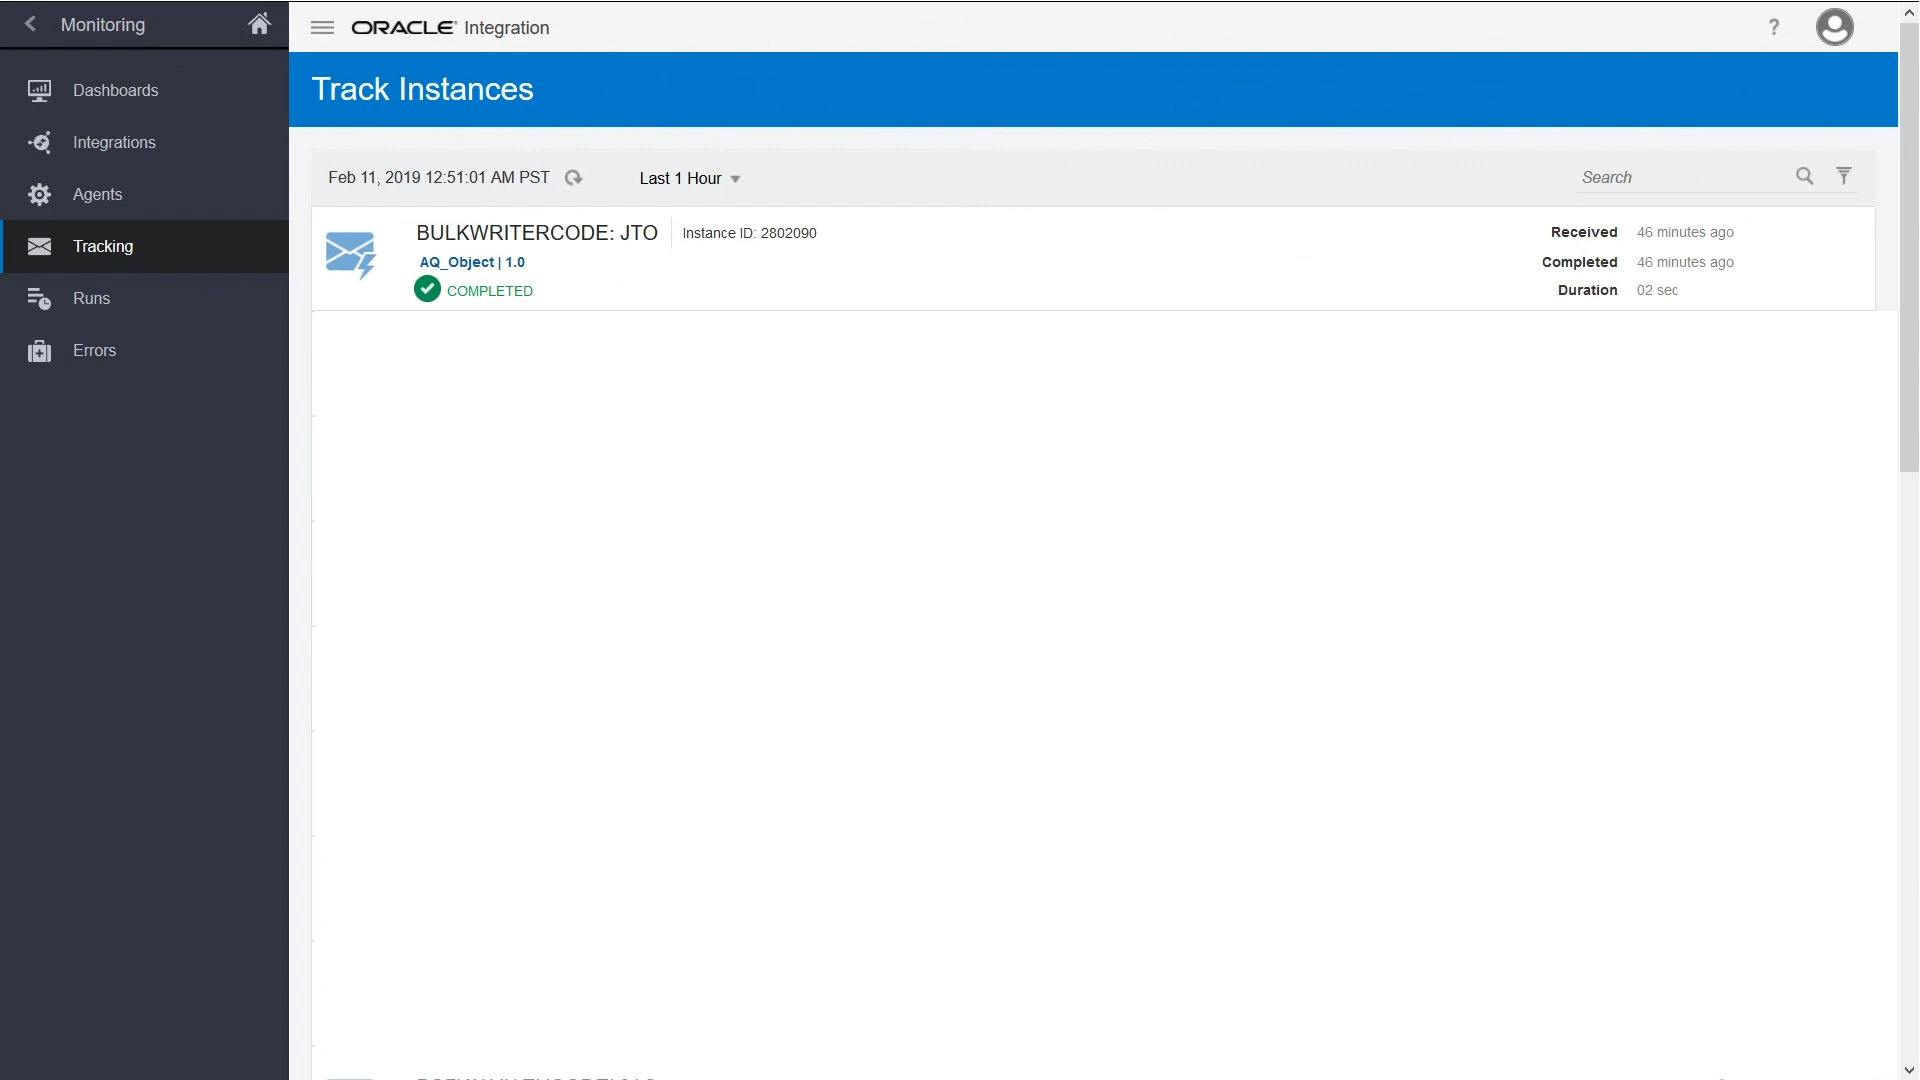 Monitoring
ORACLE Integration
?
Track Instances
Dashboards
Integrations
Agents
Tracking
Runs
Errors
Feb 11, 2019 12:51:01 AM PST
Last 1 Hour
Search
BULKWRITERCODE: JTO
Instance ID: 2802090
AQ_Object | 1.0
COMPLETED
Received 46 minutes ago
Completed 46 minutes ago
Duration 02 sec